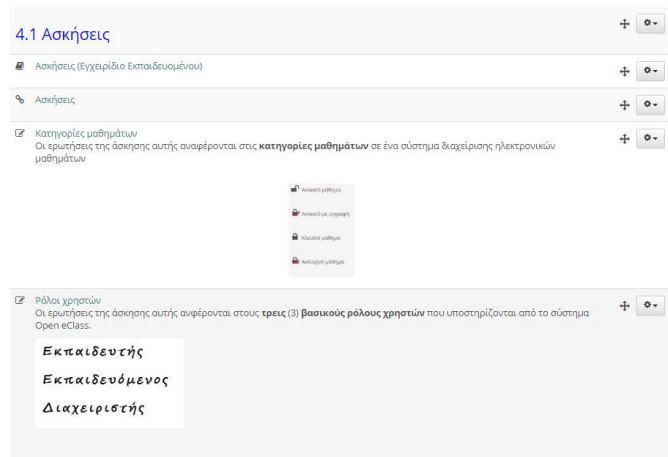 4.1 Ασκήσεις
Ασκήσεις (Εγχειρίδιο Εκπαιδευομένου)
Ασκήσεις
Κατηγορίες μαθημάτων
Οι ερωτήσεις της άσκησης αυτής αναφέρονται στις κατηγορίες μαθημάτων σε ένα σύστημα διαχείρισης ηλεκτρονικών
μαθημάτων
Ανοικτό μάθημα
Ανοικτό με εγγραφή
Κλειστό μάθημα
Ανενεργό μάθημα
Ρόλοι χρηστών
Οι ερωτήσεις της άσκησης αυτής ανφέρονται στους τρεις (3) βασικούς ρόλους χρηστών που υποστηρίζονται από το σύστημα
Open eClass.
Εκπαιδευτής
Εκπαιδευόμενος
Διαχειριστής